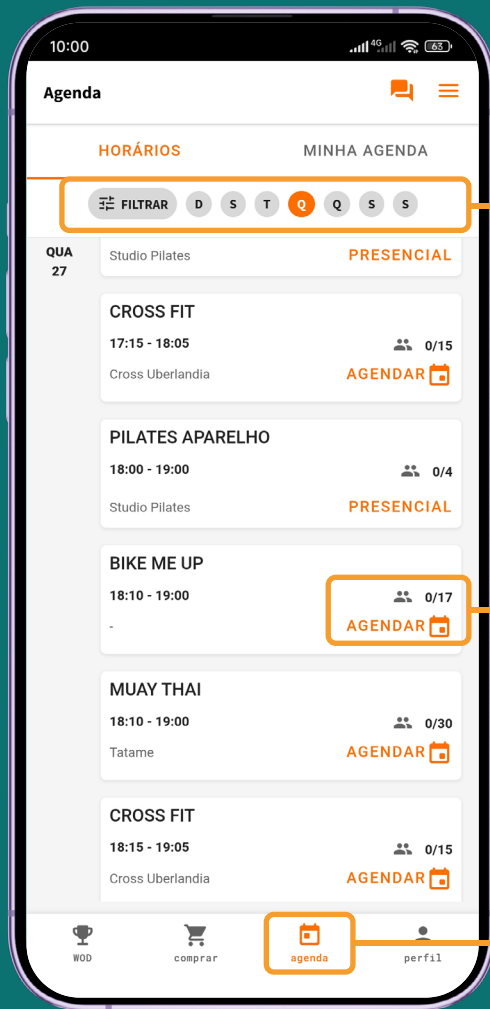 10:00 4G 63
Agenda
HORÁRIOS MINHA AGENDA
FILTRAR D S T Q Q S S
QUA
27
Studio Pilates PRESENCIAL
CROSS FIT
17:15 - 18:05 0/15
Cross Uberlandia AGENDAR
PILATES APARELHO
18:00 - 19:00 0/4
Studio Pilates PRESENCIAL
BIKE ME UP
18:10 - 19:00 0/17
- AGENDAR
MUAY THAI
18:10 - 19:00 0/30
Tatame AGENDAR
CROSS FIT
18:15 - 19:05 0/15
Cross Uberlandia AGENDAR
WOD comprar agenda perfil